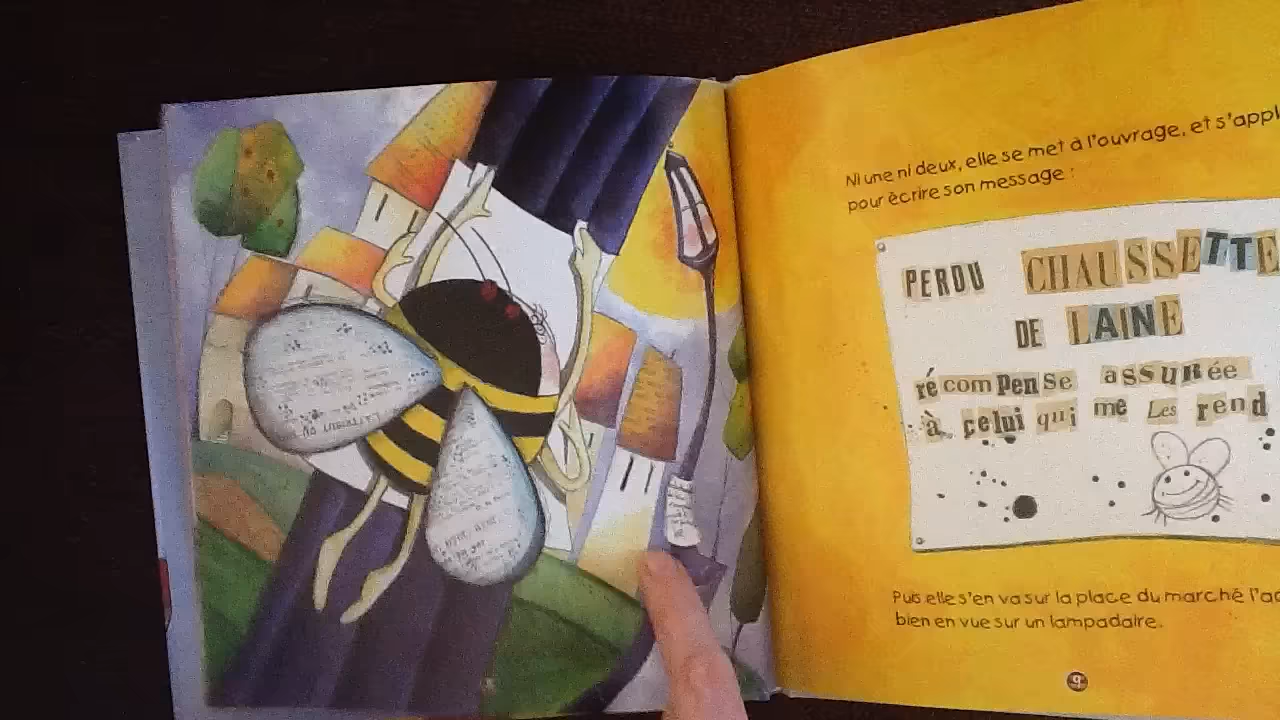 Ni une ni deux, elle se met à l'ouvrage, et s'appl
pour écrire son message :
PERDU CHAUSSETTE
DE LAINE
récompense assurée
à celui qui me Les rend
Puis elle s'en va sur la place du marché l'ac
bien en vue sur un lampadaire.
9